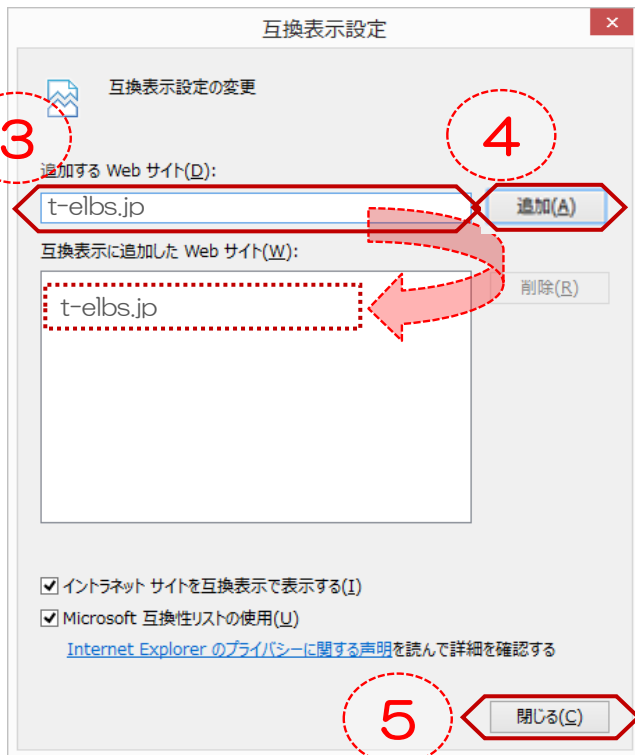 互換表示設定
互換表示設定の変更
3
4
追加する Web サイト(D):
t-elbs.jp
追加(A)
互換表示に追加した Web サイト(W):
t-elbs.jp
削除(R)
イントラネット サイトを互換表示で表示する(I)
Microsoft 互換性リストの使用(U)
Internet Explorer のプライバシーに関する声明を読んで詳細を確認する
5
閉じる(C)